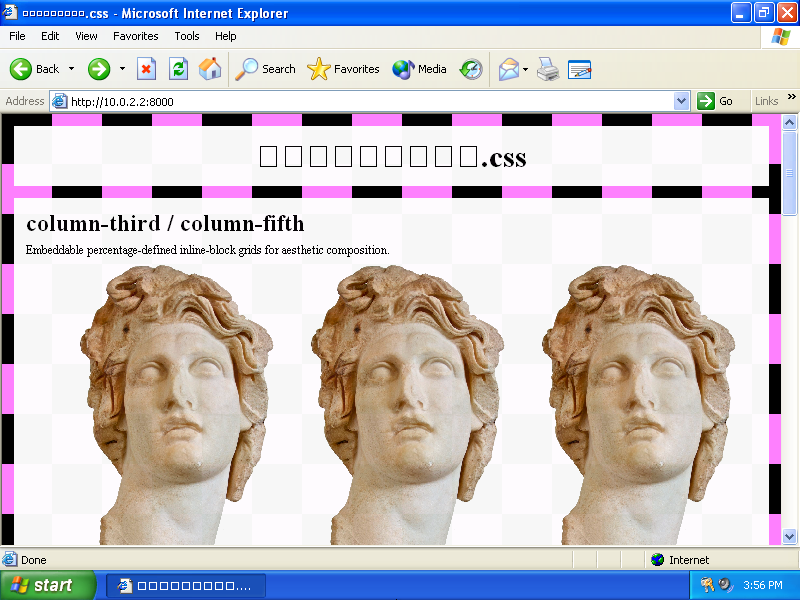 □□□□□□□□□.css - Microsoft Internet Explorer
File Edit View Favorites Tools Help
Back Search Favorites Media
Address http://10.0.2.2:8000 Go Links »
□□□□□□□□□.css
column-third / column-fifth
Embeddable percentage-defined inline-block grids for aesthetic composition.
Done Internet
start □□□□□□□□□.... 3:56 PM